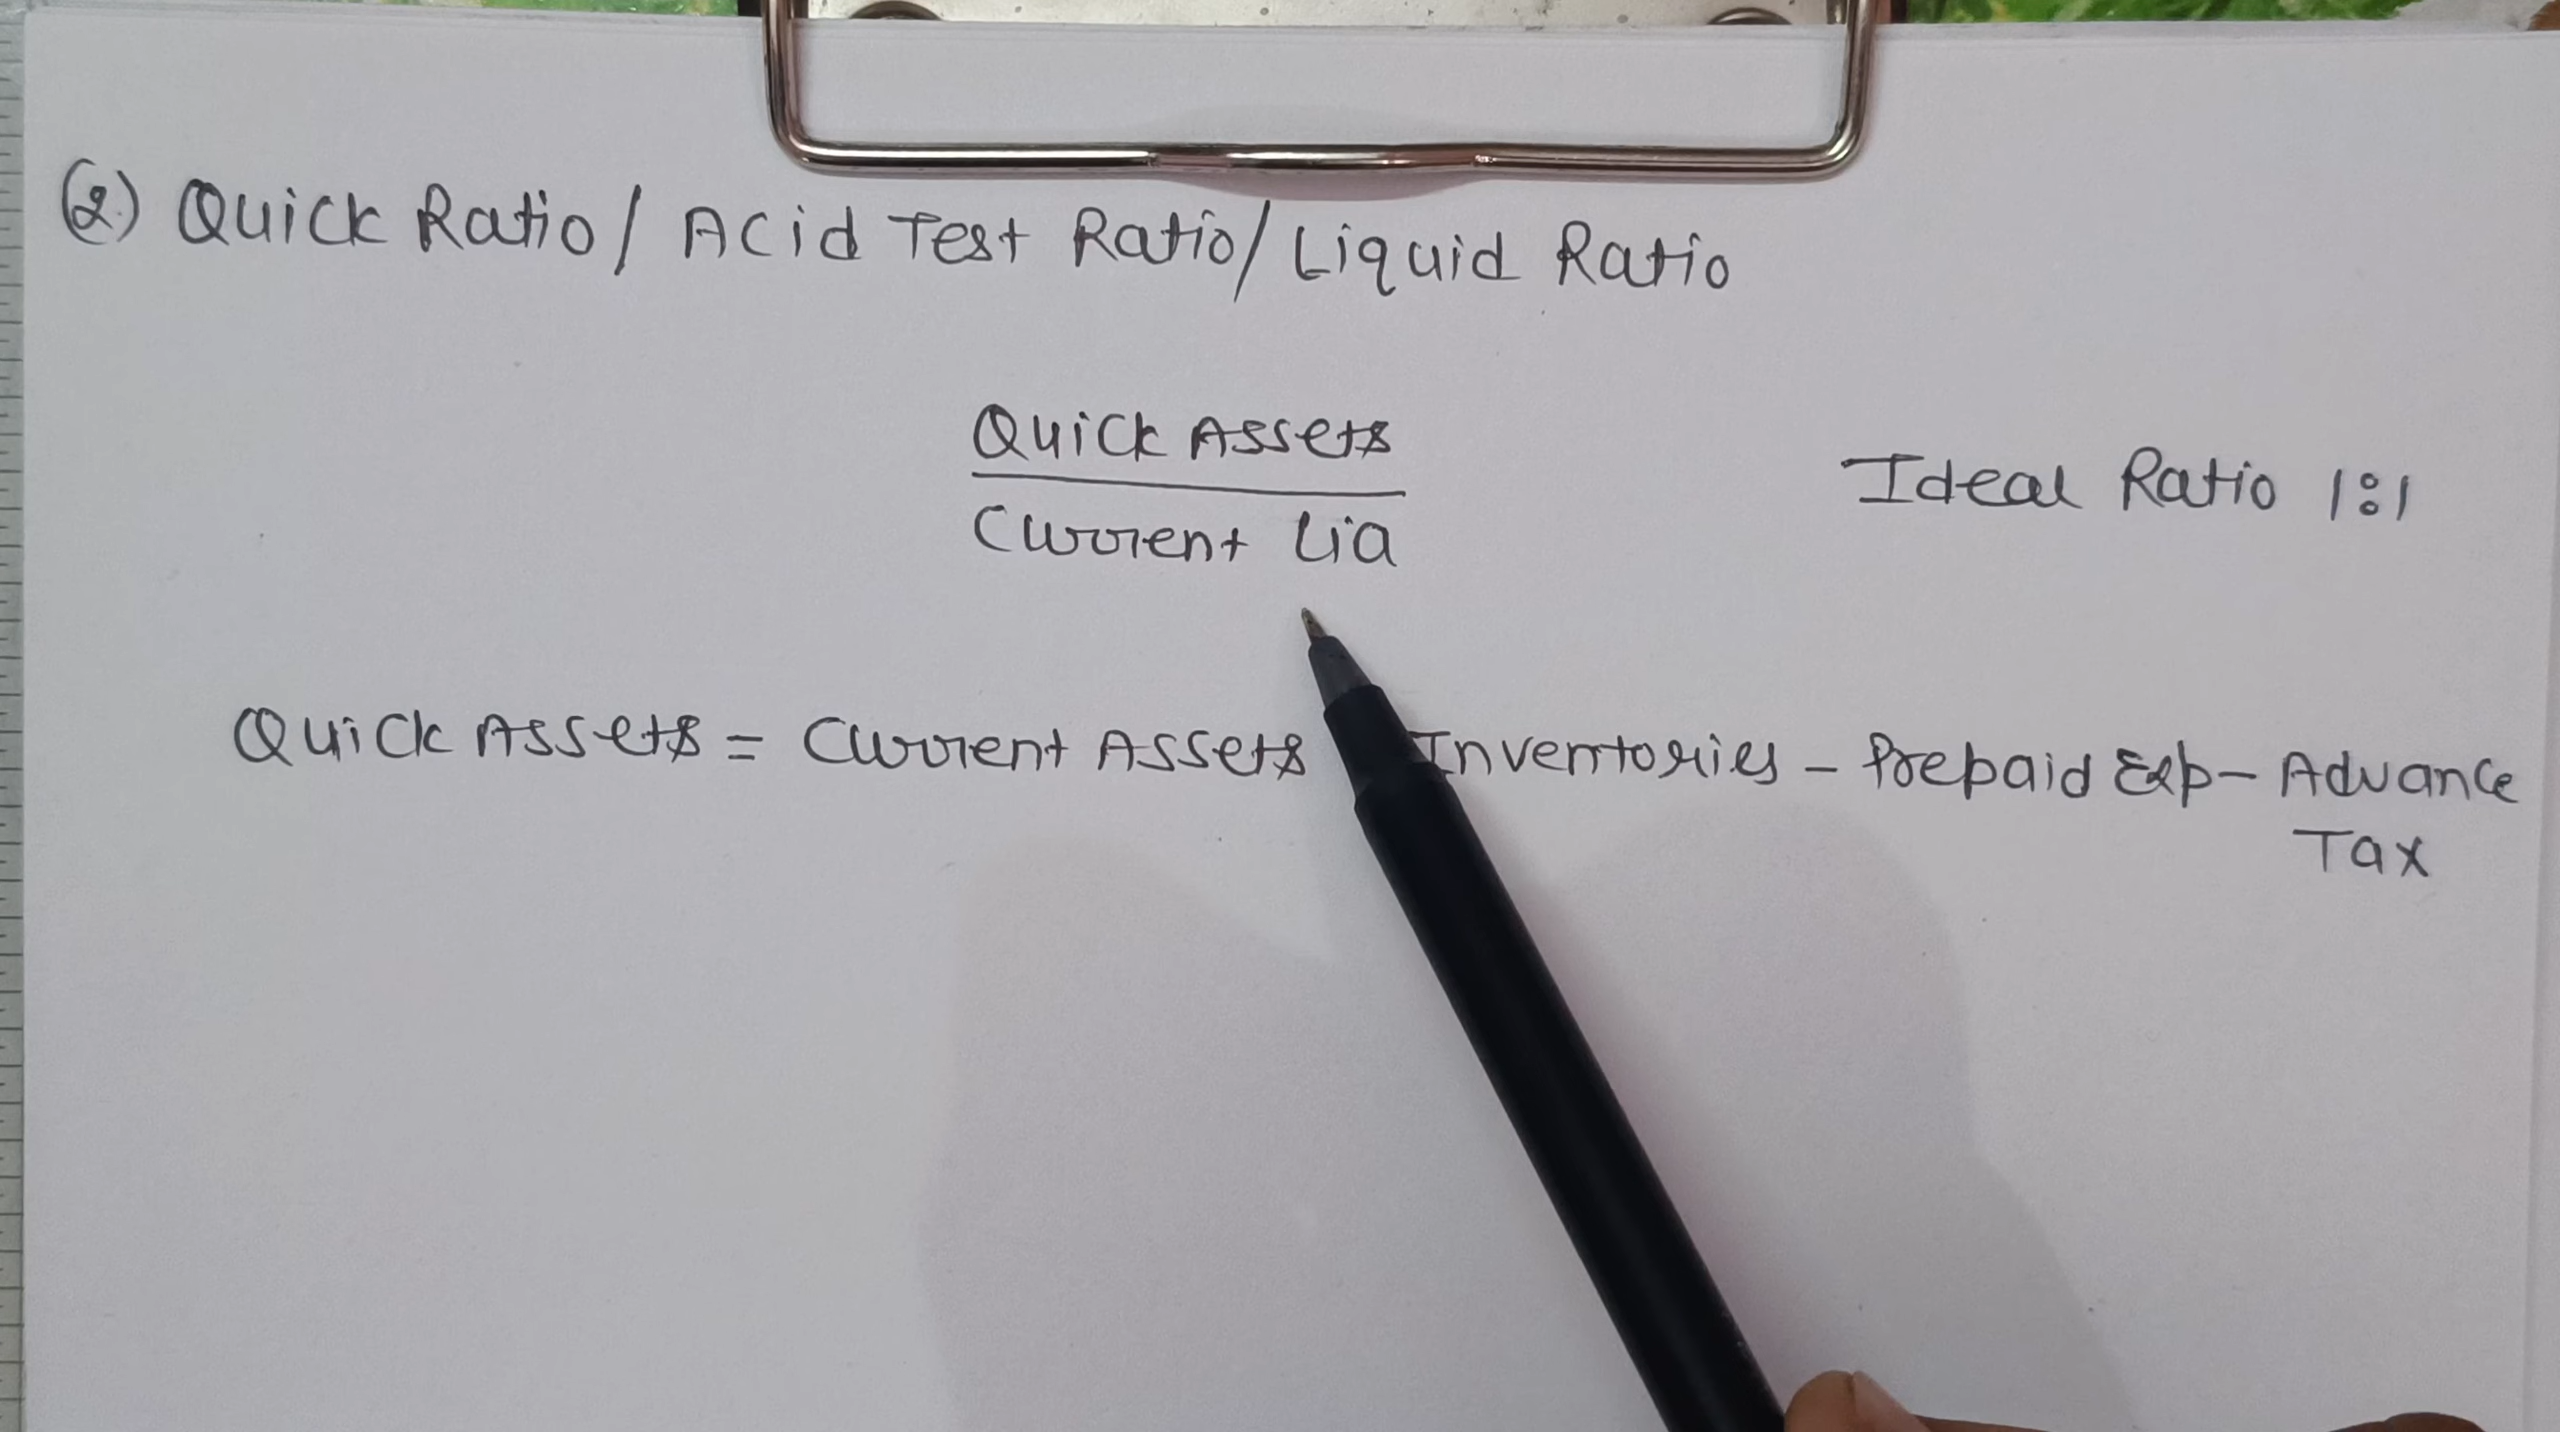 (2.) Quick Ratio / Acid Test Ratio / Liquid Ratio
Quick Assets
Current Lia
Ideal Ratio 1:1
Quick Assets = Current Assets Inventories - Prepaid Exp - Advance
Tax